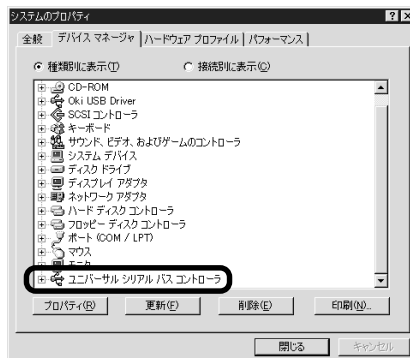 システムのプロパティ
全般 デバイス マネージャ ハードウェア プロファイル パフォーマンス
種類別に表示(T) 接続別に表示(C)
CD-ROM
Oki USB Driver
SCSI コントローラ
キーボード
サウンド、ビデオ、およびゲームのコントローラ
システム デバイス
ディスク ドライブ
ディスプレイ アダプタ
ネットワーク アダプタ
ハード ディスク コントローラ
フロッピー ディスク コントローラ
ポート (COM / LPT)
マウス
モニタ
ユニバーサル シリアル バス コントローラ
プロパティ(R) 更新(F) 削除(E) 印刷(N)...
閉じる キャンセル